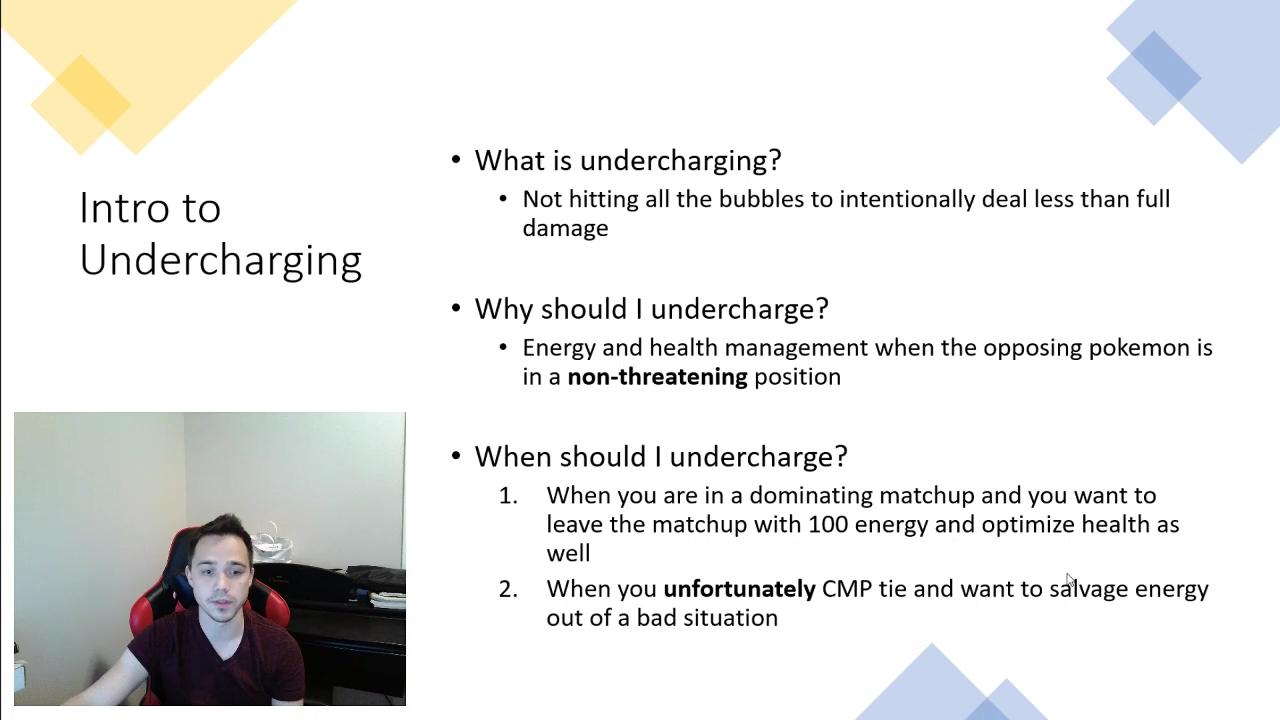 Intro to
Undercharging
• What is undercharging?
• Not hitting all the bubbles to intentionally deal less than full
damage
• Why should I undercharge?
• Energy and health management when the opposing pokemon is
in a non-threatening position
• When should I undercharge?
1. When you are in a dominating matchup and you want to
leave the matchup with 100 energy and optimize health as
well
2. When you unfortunately CMP tie and want to salvage energy
out of a bad situation